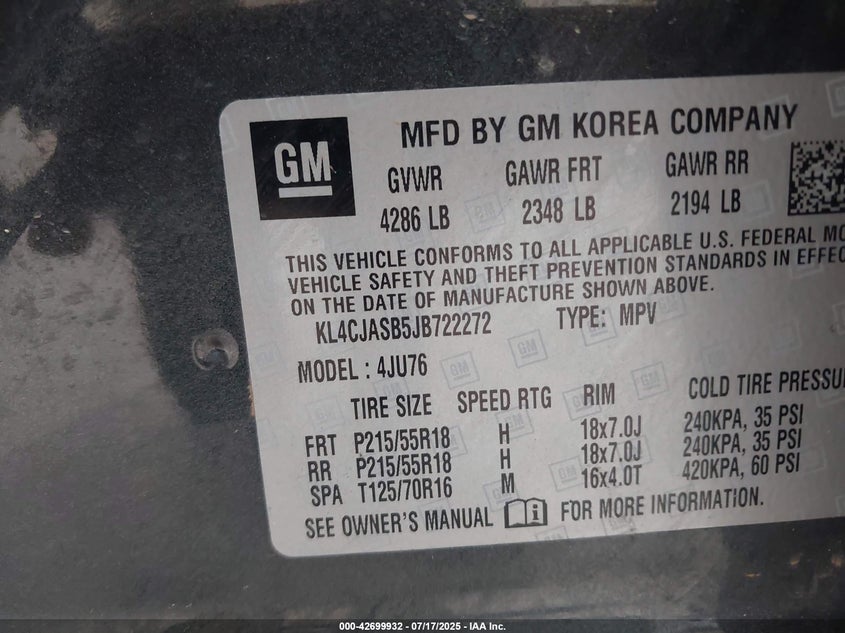 GM
MFD BY GM KOREA COMPANY
GVWR GAWR FRT GAWR RR
4286 LB 2348 LB 2194 LB
THIS VEHICLE CONFORMS TO ALL APPLICABLE U.S. FEDERAL MO
VEHICLE SAFETY AND THEFT PREVENTION STANDARDS IN EFFEC
ON THE DATE OF MANUFACTURE SHOWN ABOVE.
KL4CJASB5JB722272 TYPE: MPV
MODEL : 4JU76
TIRE SIZE SPEED RTG RIM COLD TIRE PRESSU
FRT P215/55R18 H 18x7.0J 240KPA, 35 PSI
RR P215/55R18 H 18x7.0J 240KPA, 35 PSI
SPA T125/70R16 M 16x4.0T 420KPA, 60 PSI
SEE OWNER'S MANUAL i FOR MORE INFORMATION.
000-42699932 - 07/17/2025 - IAA Inc.